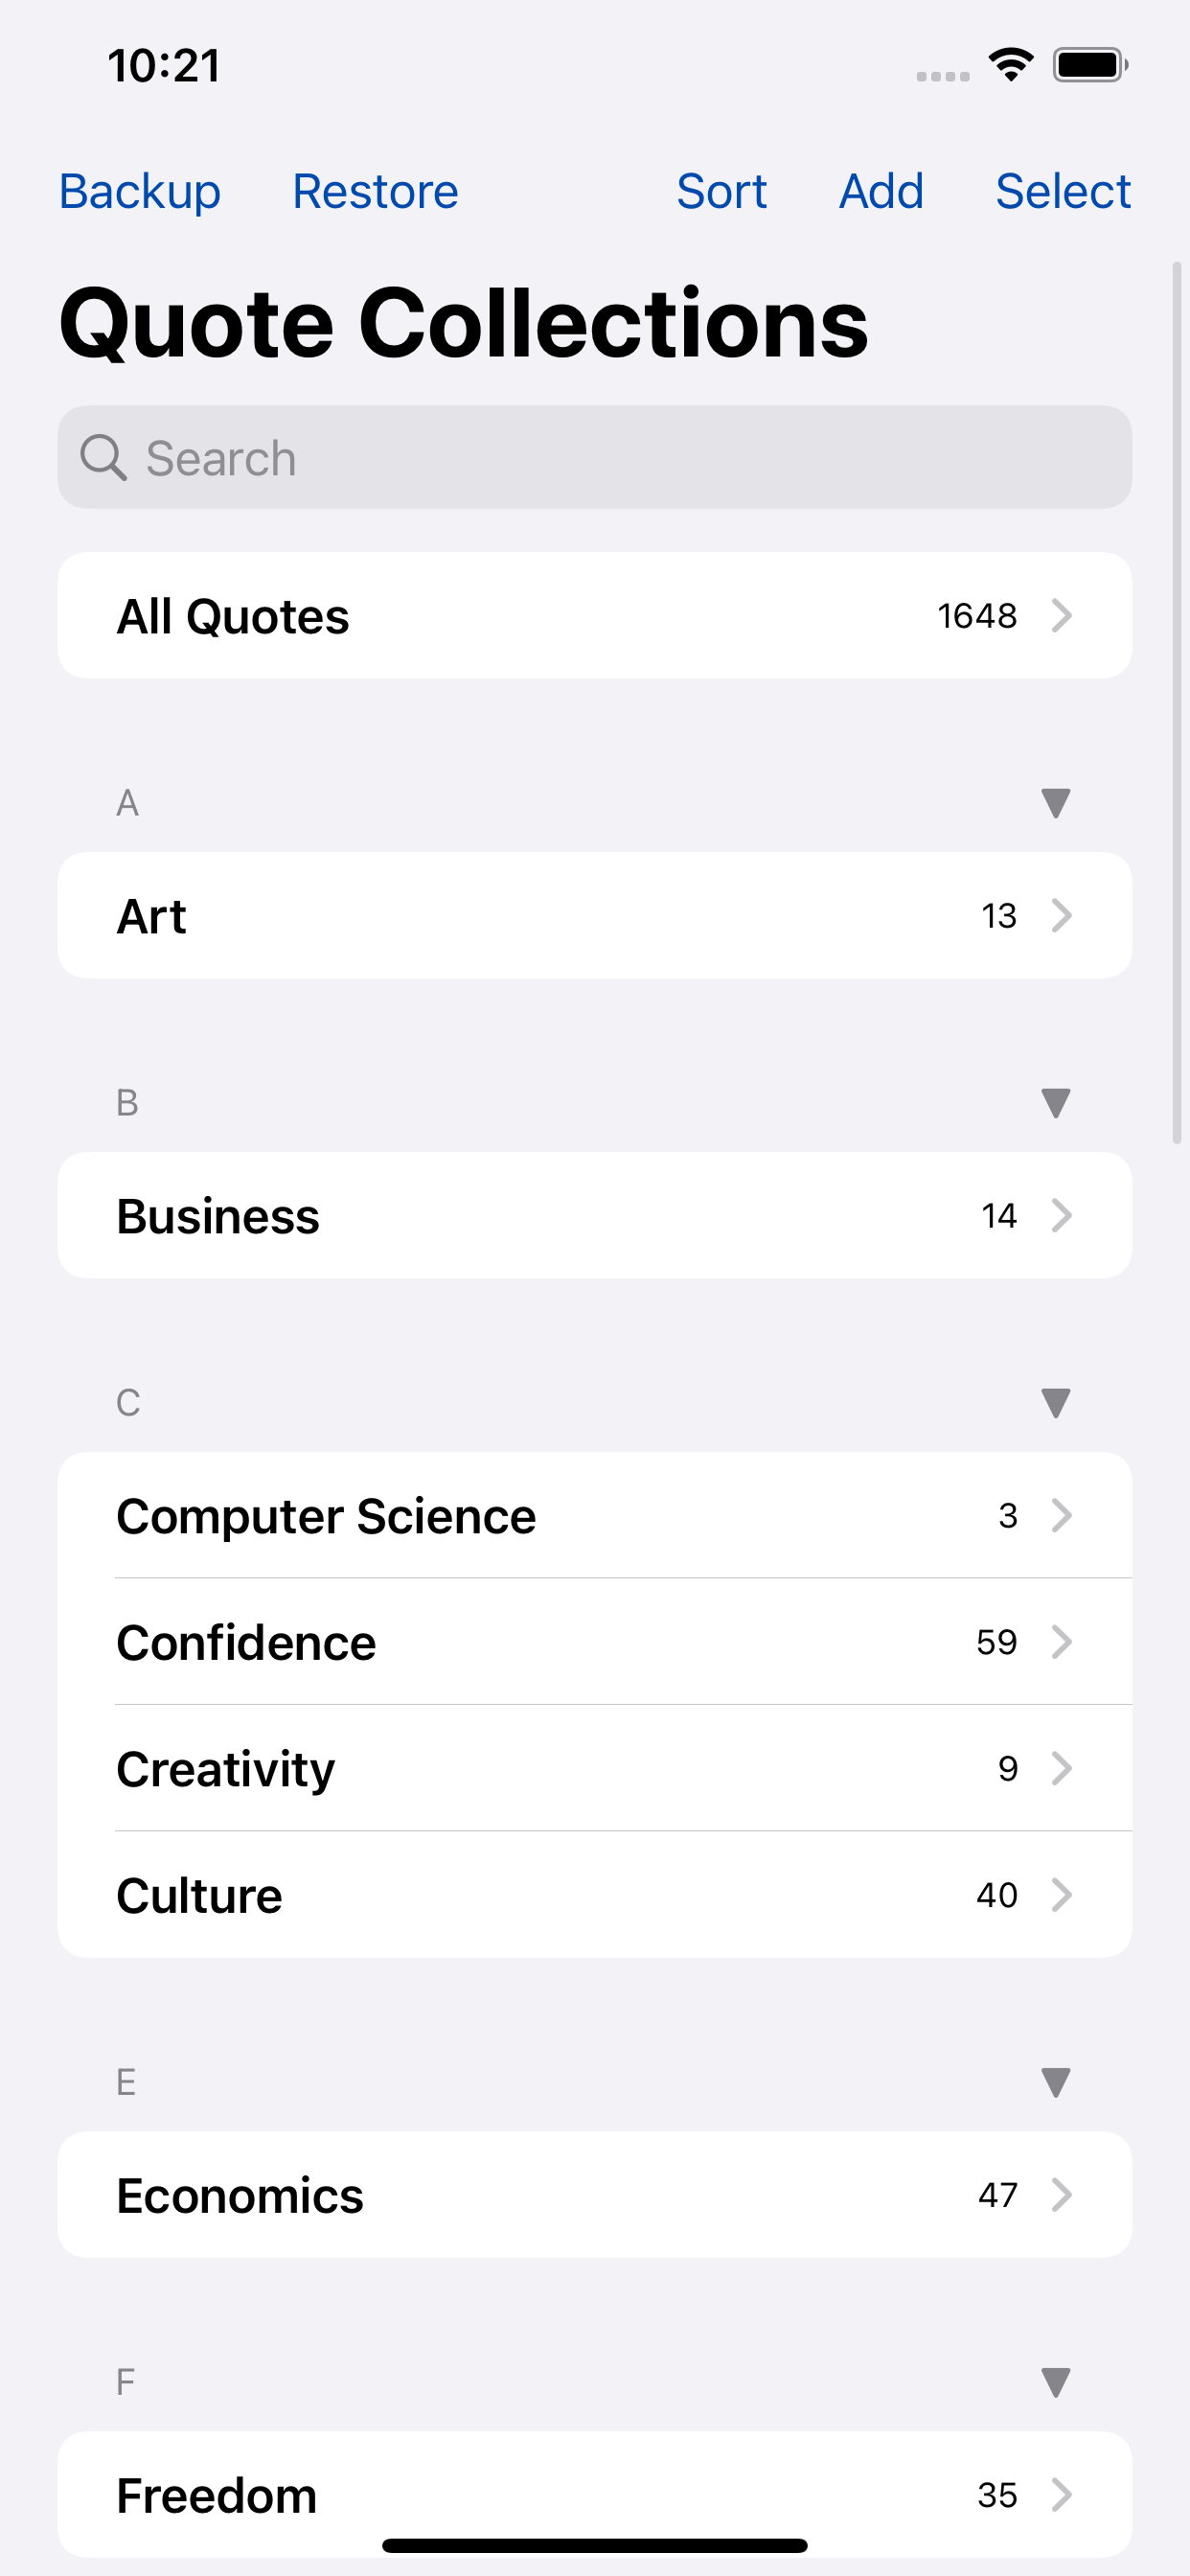 10:21
Backup Restore Sort Add Select
Quote Collections
Search
All Quotes 1648
A
Art 13
B
Business 14
C
Computer Science 3
Confidence 59
Creativity 9
Culture 40
E
Economics 47
F
Freedom 35